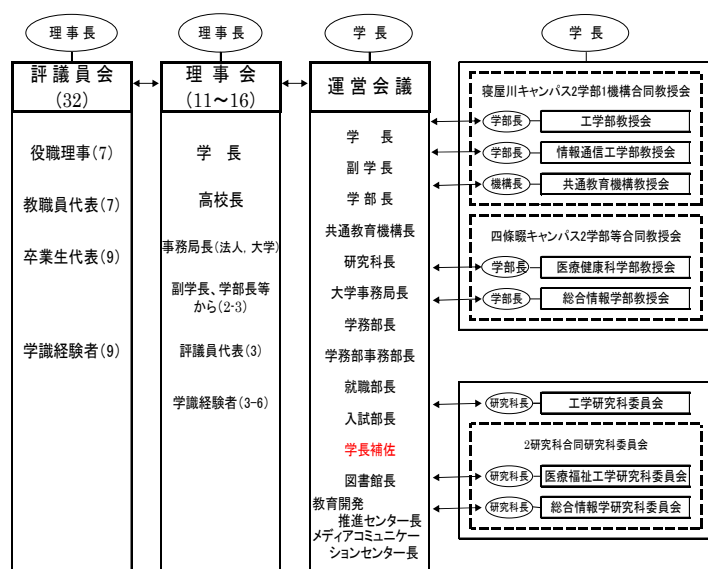 理事長
評議員会
(32)
役職理事(7)
教職員代表(7)
卒業生代表(9)
学識経験者(9)
理事長
理事会
(11～16)
学長
高校長
事務局長(法人,大学)
副学長、学部長等
から(2-3)
評議員代表(3)
学識経験者(3-6)
学長
運営会議
学長
副学長
学部長
共通教育機構長
研究科長
大学事務局長
学務部長
学務部事務部長
就職部長
入試部長
学長補佐
図書館長
教育開発
推進センター長
メディアコミュニケー
ションセンター長
学長
寝屋川キャンパス2学部1機構合同教授会
学部長 工学部教授会
学部長 情報通信工学部教授会
機構長 共通教育機構教授会
四條畷キャンパス2学部等合同教授会
学部長 医療健康科学部教授会
学部長 総合情報学部教授会
研究科長 工学研究科委員会
2研究科合同研究科委員会
研究科長 医療福祉工学研究科委員会
研究科長 総合情報学研究科委員会